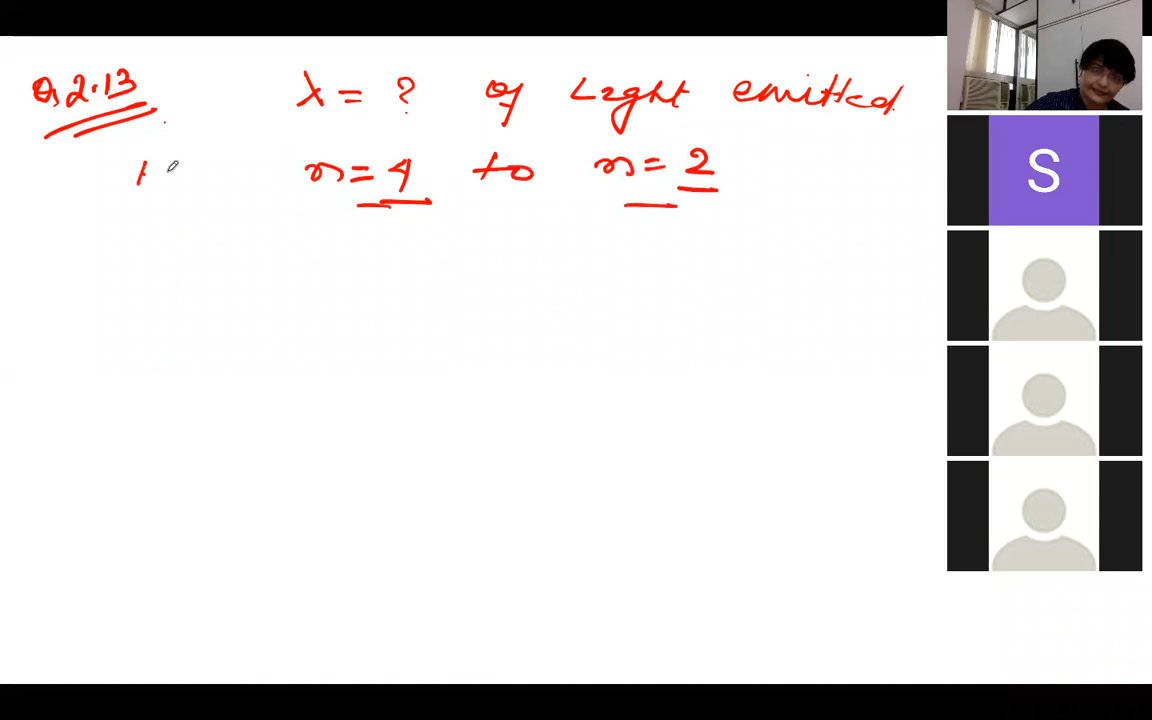 Q.2.13 λ = ? of Light emitted
n = 4 to n = 2
S